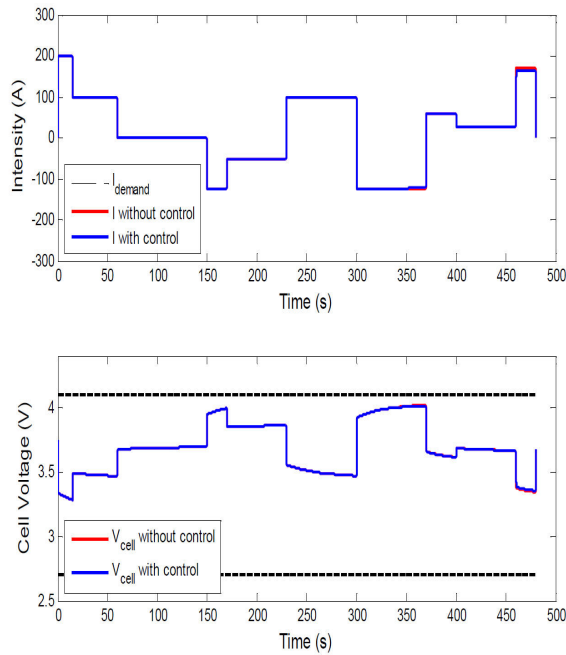 300
200
100
0
-100
-200
-300
Intensity (A)
I_demand
I without control
I with control
0 50 100 150 200 250 300 350 400 450 500
Time (s)
4
3.5
3
2.5
Cell Voltage (V)
V_cell without control
V_cell with control
0 50 100 150 200 250 300 350 400 450 500
Time (s)